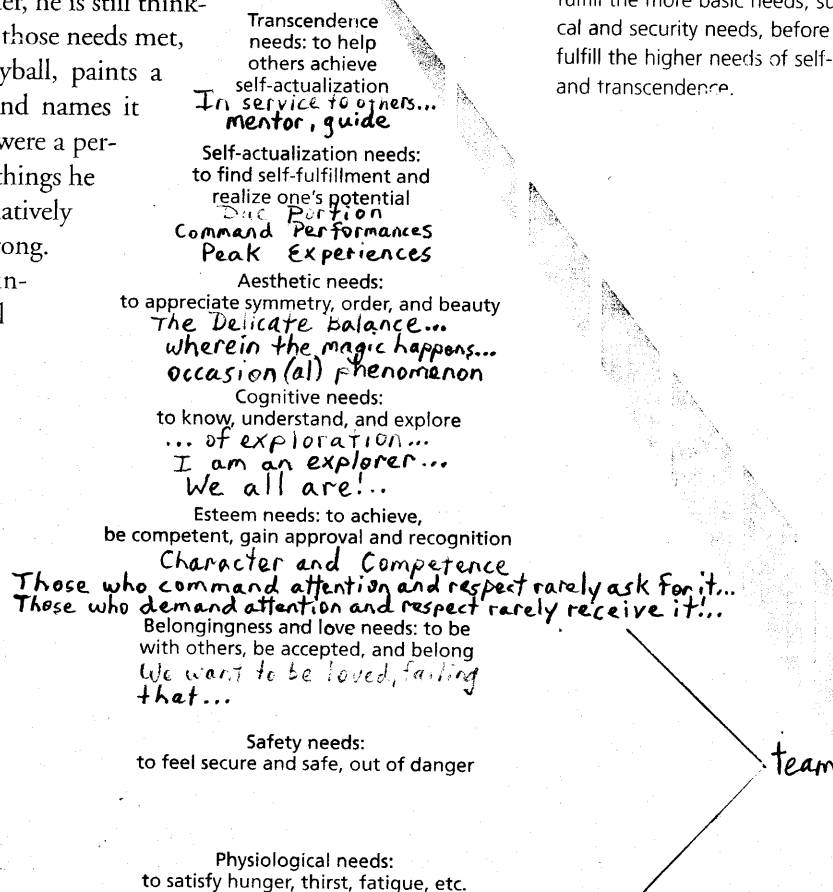 ter, he is still think-
those needs met,
yball, paints a
nd names it
were a per-
things he
atively
ong.
n-
fulfill the more basic needs, su
cal and security needs, before
fulfill the higher needs of self-
and transcendence.
Transcendence
needs: to help
others achieve
self-actualization
In service to others...
mentor, guide
Self-actualization needs:
to find self-fulfillment and
realize one's potential
Due Portion
Command Performances
Peak Experiences
Aesthetic needs:
to appreciate symmetry, order, and beauty
The Delicate balance...
wherein the magic happens...
occasion(al) phenomenon
Cognitive needs:
to know, understand, and explore
... of exploration...
I am an explorer...
We all are!..
Esteem needs: to achieve,
be competent, gain approval and recognition
Character and Competence
Those who command attention and respect rarely ask for it...
Those who demand attention and respect rarely receive it!..
Belongingness and love needs: to be
with others, be accepted, and belong
We want to be loved, failing
that...
Safety needs:
to feel secure and safe, out of danger
team
Physiological needs:
to satisfy hunger, thirst, fatigue, etc.